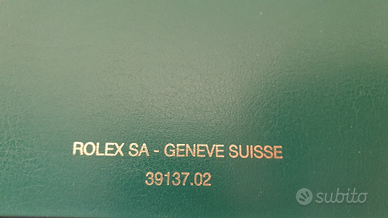 ROLEX SA - GENEVE SUISSE
39137.02
subito